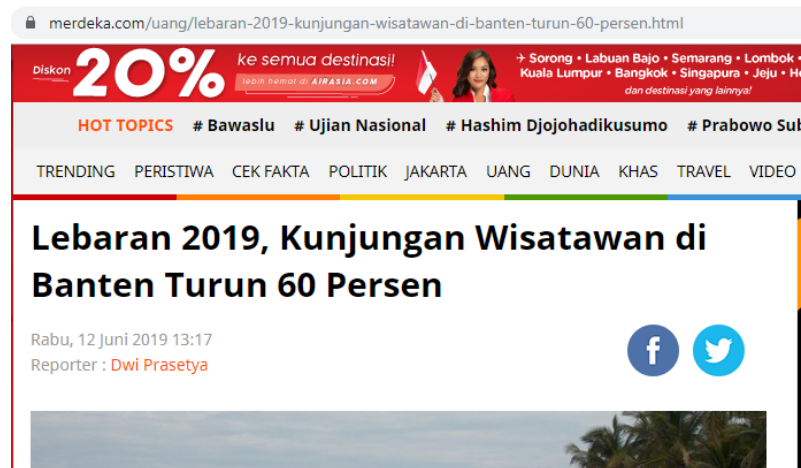 merdeka.com/uang/lebaran-2019-kunjungan-wisatawan-di-banten-turun-60-persen.html
Diskon 20% ke semua destinasi!
lebih hemat di AIRASIA.COM
Sorong • Labuan Bajo • Semarang • Lombok •
Kuala Lumpur • Bangkok • Singapura • Jeju •
dan destinasi yang lainnya!
HOT TOPICS # Bawaslu # Ujian Nasional # Hashim Djojohadikusumo # Prabowo
TRENDING PERISTIWA CEK FAKTA POLITIK JAKARTA UANG DUNIA KHAS TRAVEL VIDEO
Lebaran 2019, Kunjungan Wisatawan di
Banten Turun 60 Persen
Rabu, 12 Juni 2019 13:17
Reporter : Dwi Prasetya